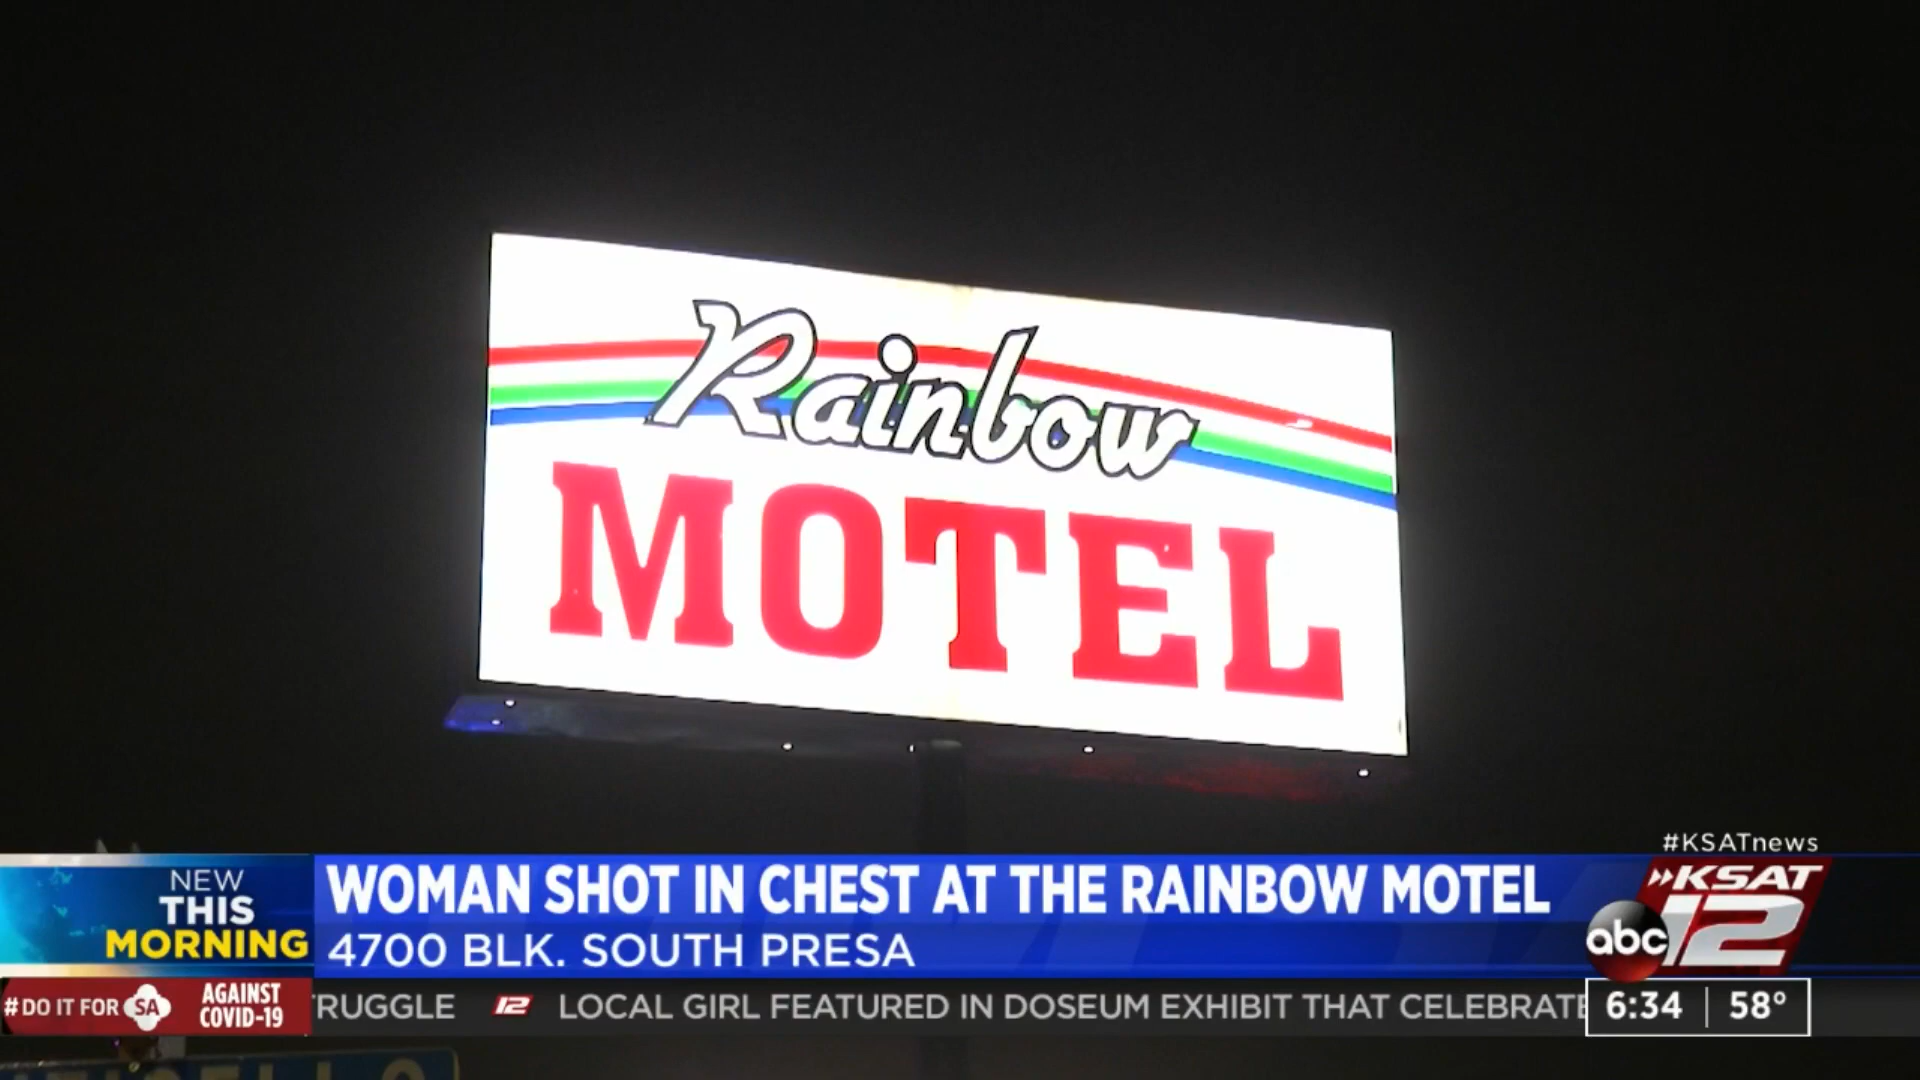 Rainbow
MOTEL
#KSATnews
NEW
THIS
MORNING
WOMAN SHOT IN CHEST AT THE RAINBOW MOTEL
4700 BLK. SOUTH PRESA
KSAT
abc 12
#DO IT FOR SA
AGAINST
COVID-19
TRUGGLE 12 LOCAL GIRL FEATURED IN DOSEUM EXHIBIT THAT CELEBRATE
6:34 58°